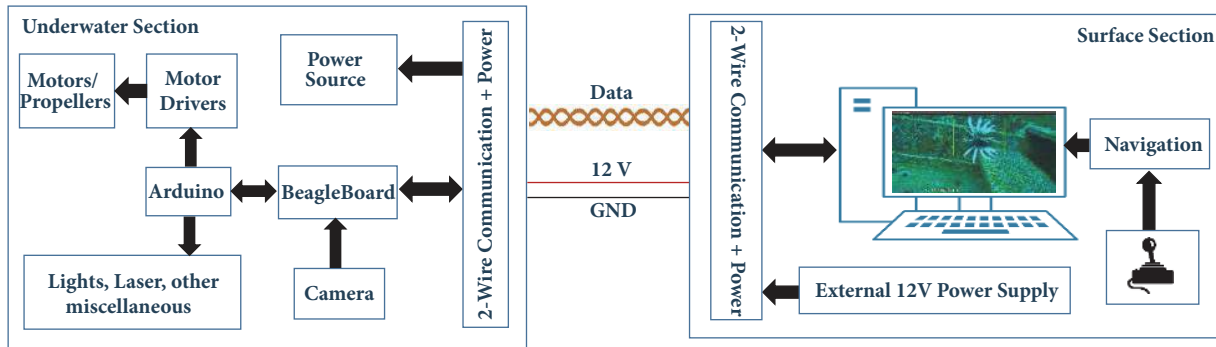 Underwater Section
Motors/
Propellers
Motor
Drivers
Power
Source
Arduino
BeagleBoard
Lights, Laser, other
miscellaneous
Camera
2-Wire Communication + Power
Data
12 V
GND
2-Wire Communication + Power
Surface Section
Navigation
External 12V Power Supply